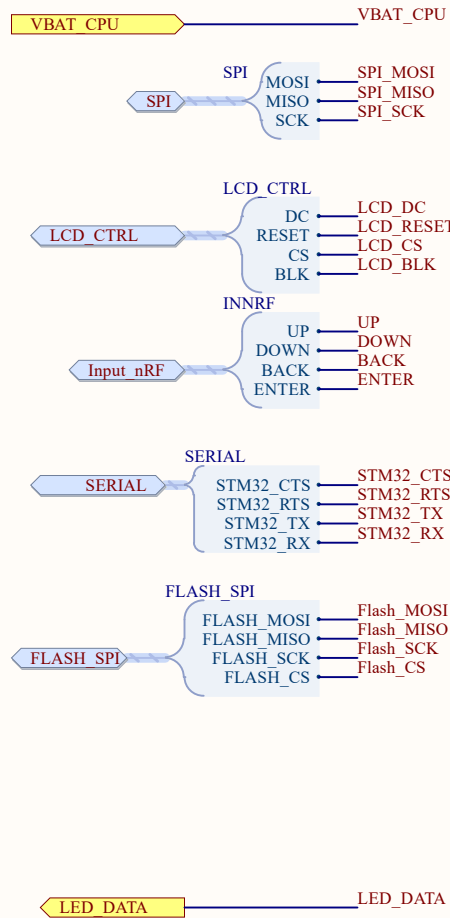 VBAT_CPU VBAT_CPU
SPI
MOSI SPI_MOSI
SPI MISO SPI_MISO
SCK SPI_SCK
LCD_CTRL
DC LCD_DC
LCD_CTRL RESET LCD_RESET
CS LCD_CS
BLK LCD_BLK
INNRF
UP UP
DOWN DOWN
Input_nRF BACK BACK
ENTER ENTER
SERIAL
SERIAL STM32_CTS STM32_CTS
STM32_RTS STM32_RTS
STM32_TX STM32_TX
STM32_RX STM32_RX
FLASH_SPI
FLASH_MOSI Flash_MOSI
FLASH_MISO Flash_MISO
FLASH_SPI FLASH_SCK Flash_SCK
FLASH_CS Flash_CS
LED_DATA LED_DATA